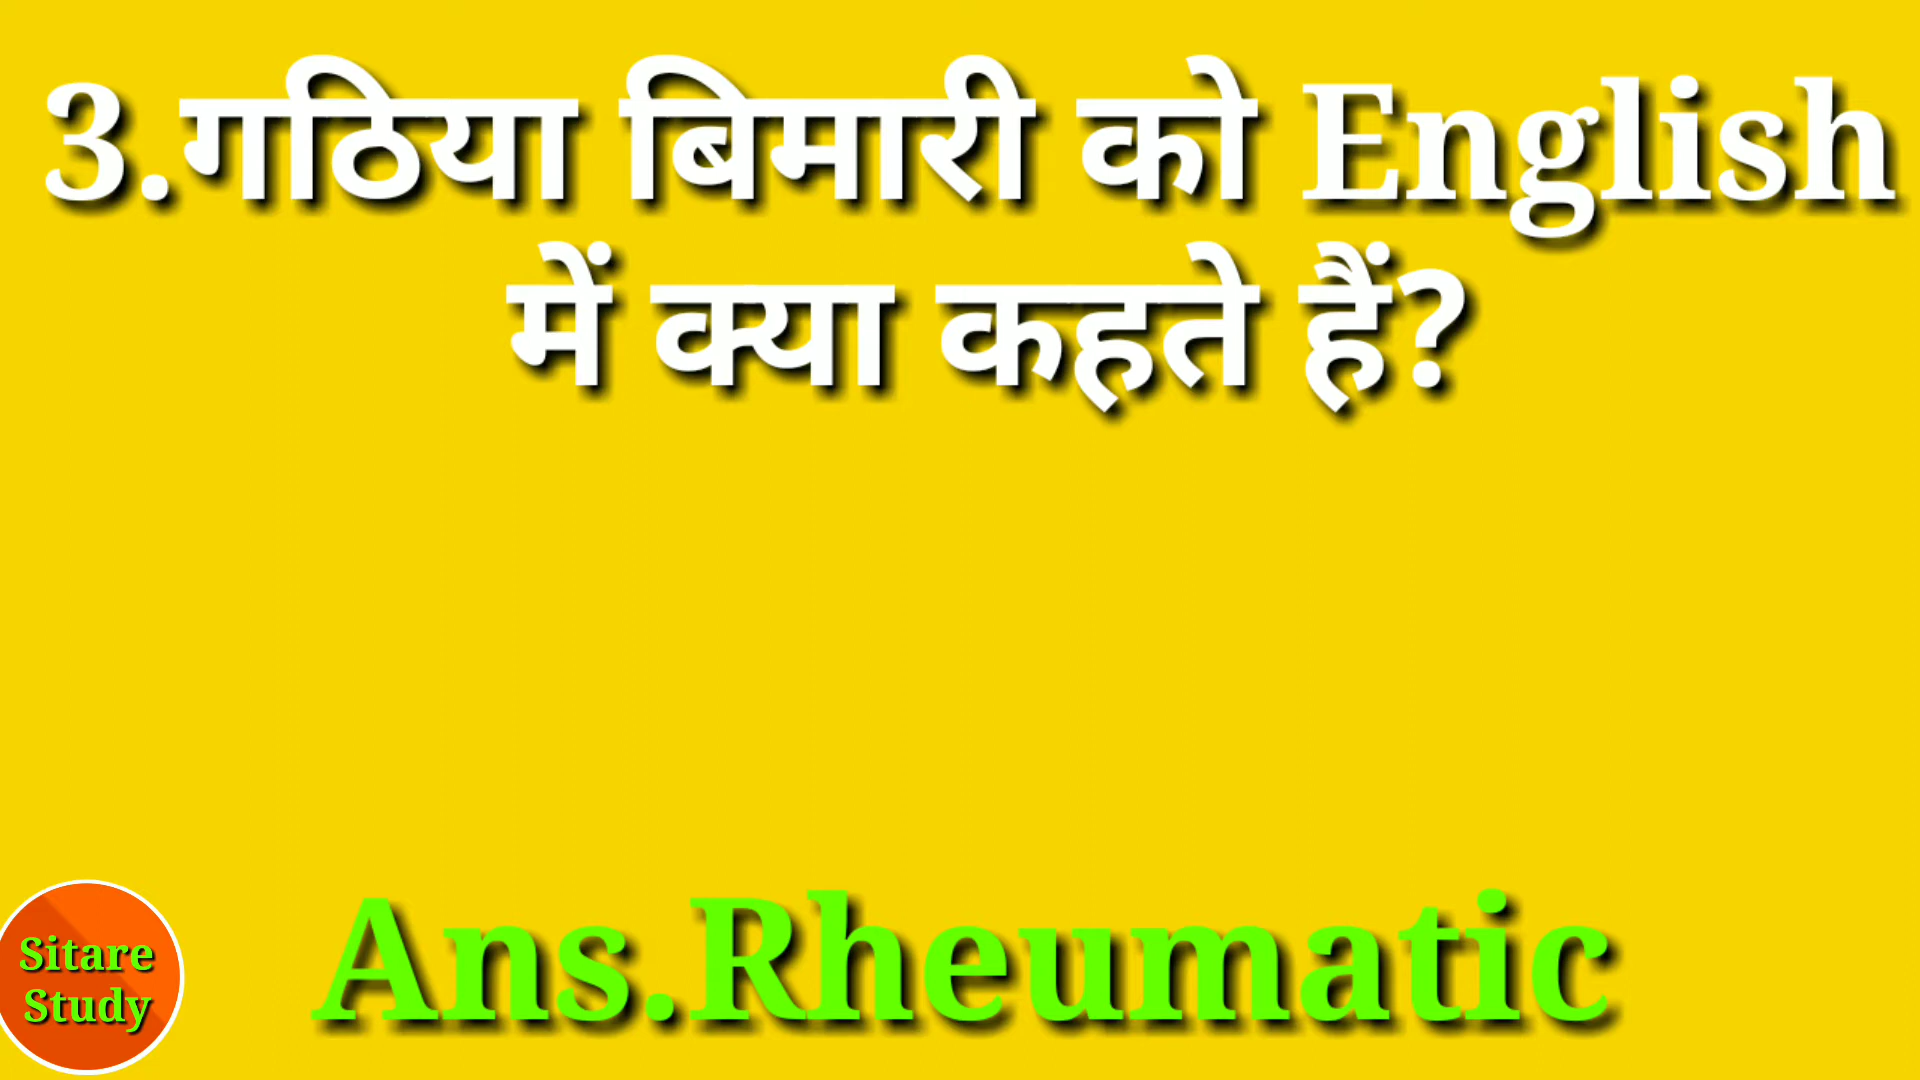 3.गठिया बिमारी को English
में क्या कहते हैं?
Ans.Rheumatic
Sitare
Study